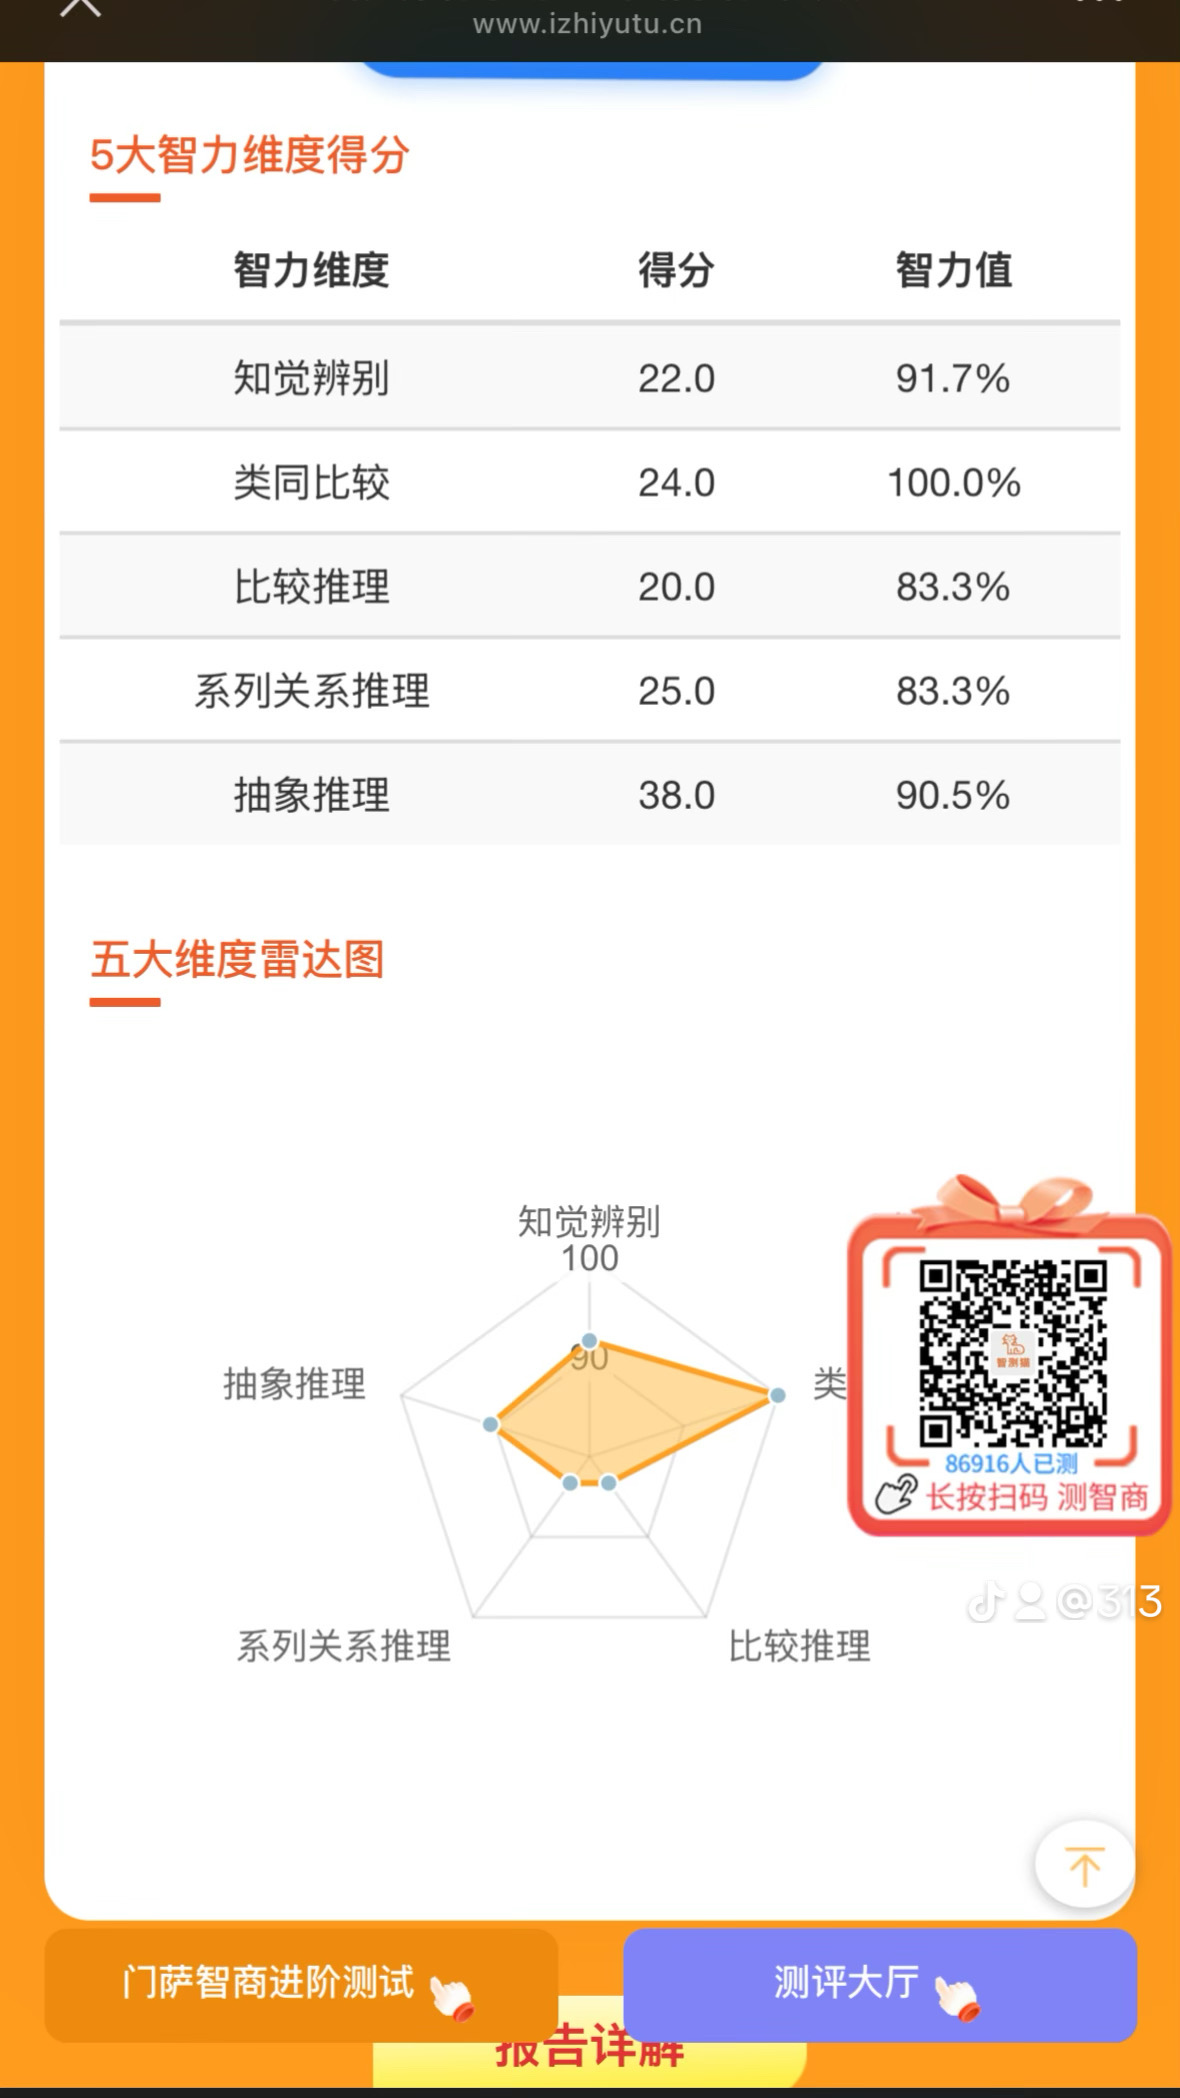 www.izhiyutu.cn
5大智力维度得分
智力维度 得分 智力值
知觉辨别 22.0 91.7%
类同比较 24.0 100.0%
比较推理 20.0 83.3%
系列关系推理 25.0 83.3%
抽象推理 38.0 90.5%
五大维度雷达图
知觉辨别
100
90
抽象推理
类
系列关系推理
比较推理
智测猫
86916人已测
长按扫码 测智商
@313
门萨智商进阶测试
测评大厅
报告详解